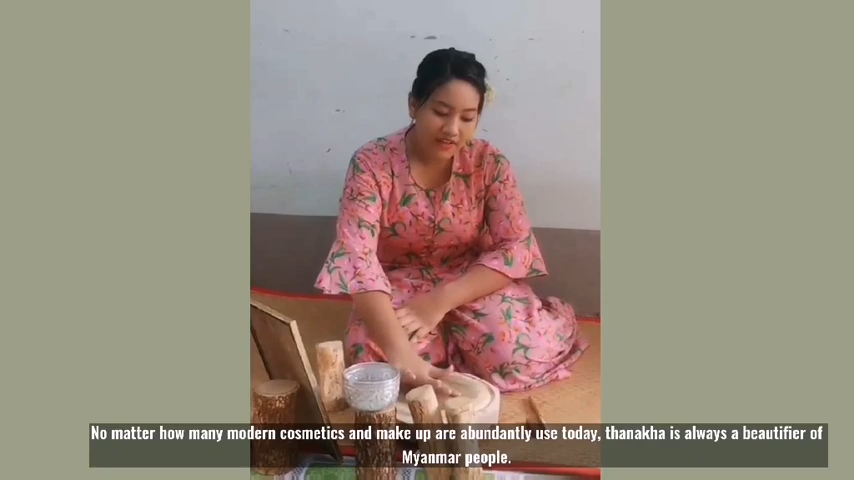 No matter how many modern cosmetics and make up are abundantly use today, thanakha is always a beautifier of
Myanmar people.